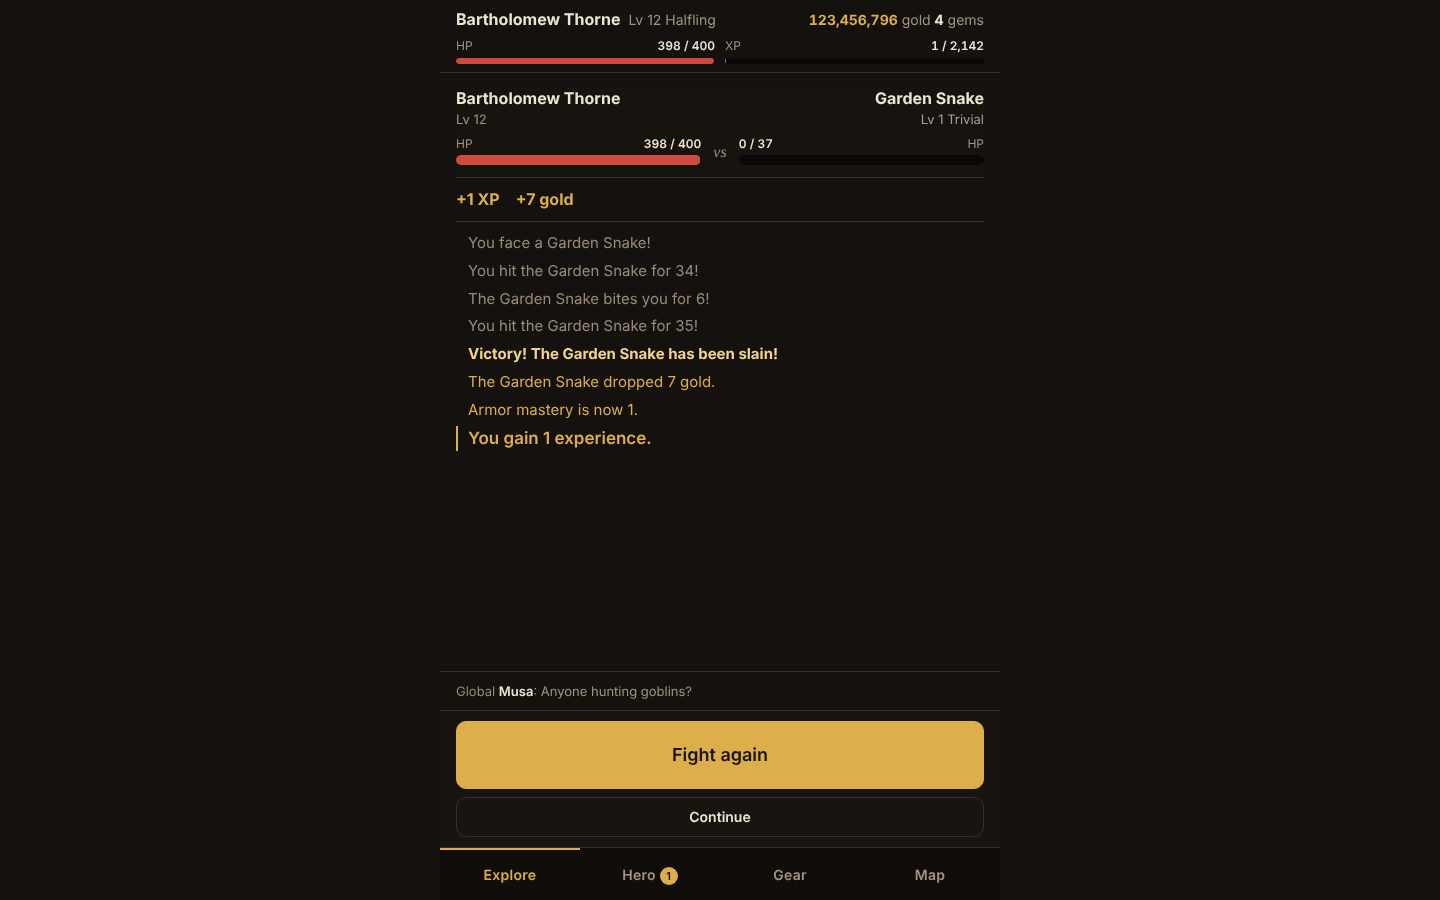 Bartholomew Thorne Lv 12 Halfling 123,456,796 gold 4 gems
HP 398 / 400 XP 1 / 2,142
Bartholomew Thorne Garden Snake
Lv 12 Lv 1 Trivial
HP 398 / 400 vs 0 / 37 HP
+1 XP +7 gold
You face a Garden Snake!
You hit the Garden Snake for 34!
The Garden Snake bites you for 6!
You hit the Garden Snake for 35!
Victory! The Garden Snake has been slain!
The Garden Snake dropped 7 gold.
Armor mastery is now 1.
You gain 1 experience.
Global Musa: Anyone hunting goblins?
Fight again
Continue
Explore Hero 1 Gear Map